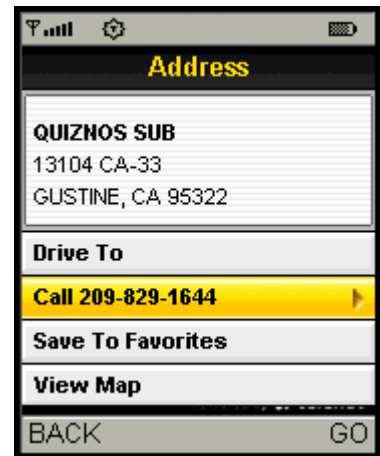 Address
QUIZNOS SUB
13104 CA-33
GUSTINE, CA 95322
Drive To
Call 209-829-1644
Save To Favorites
View Map
BACK GO